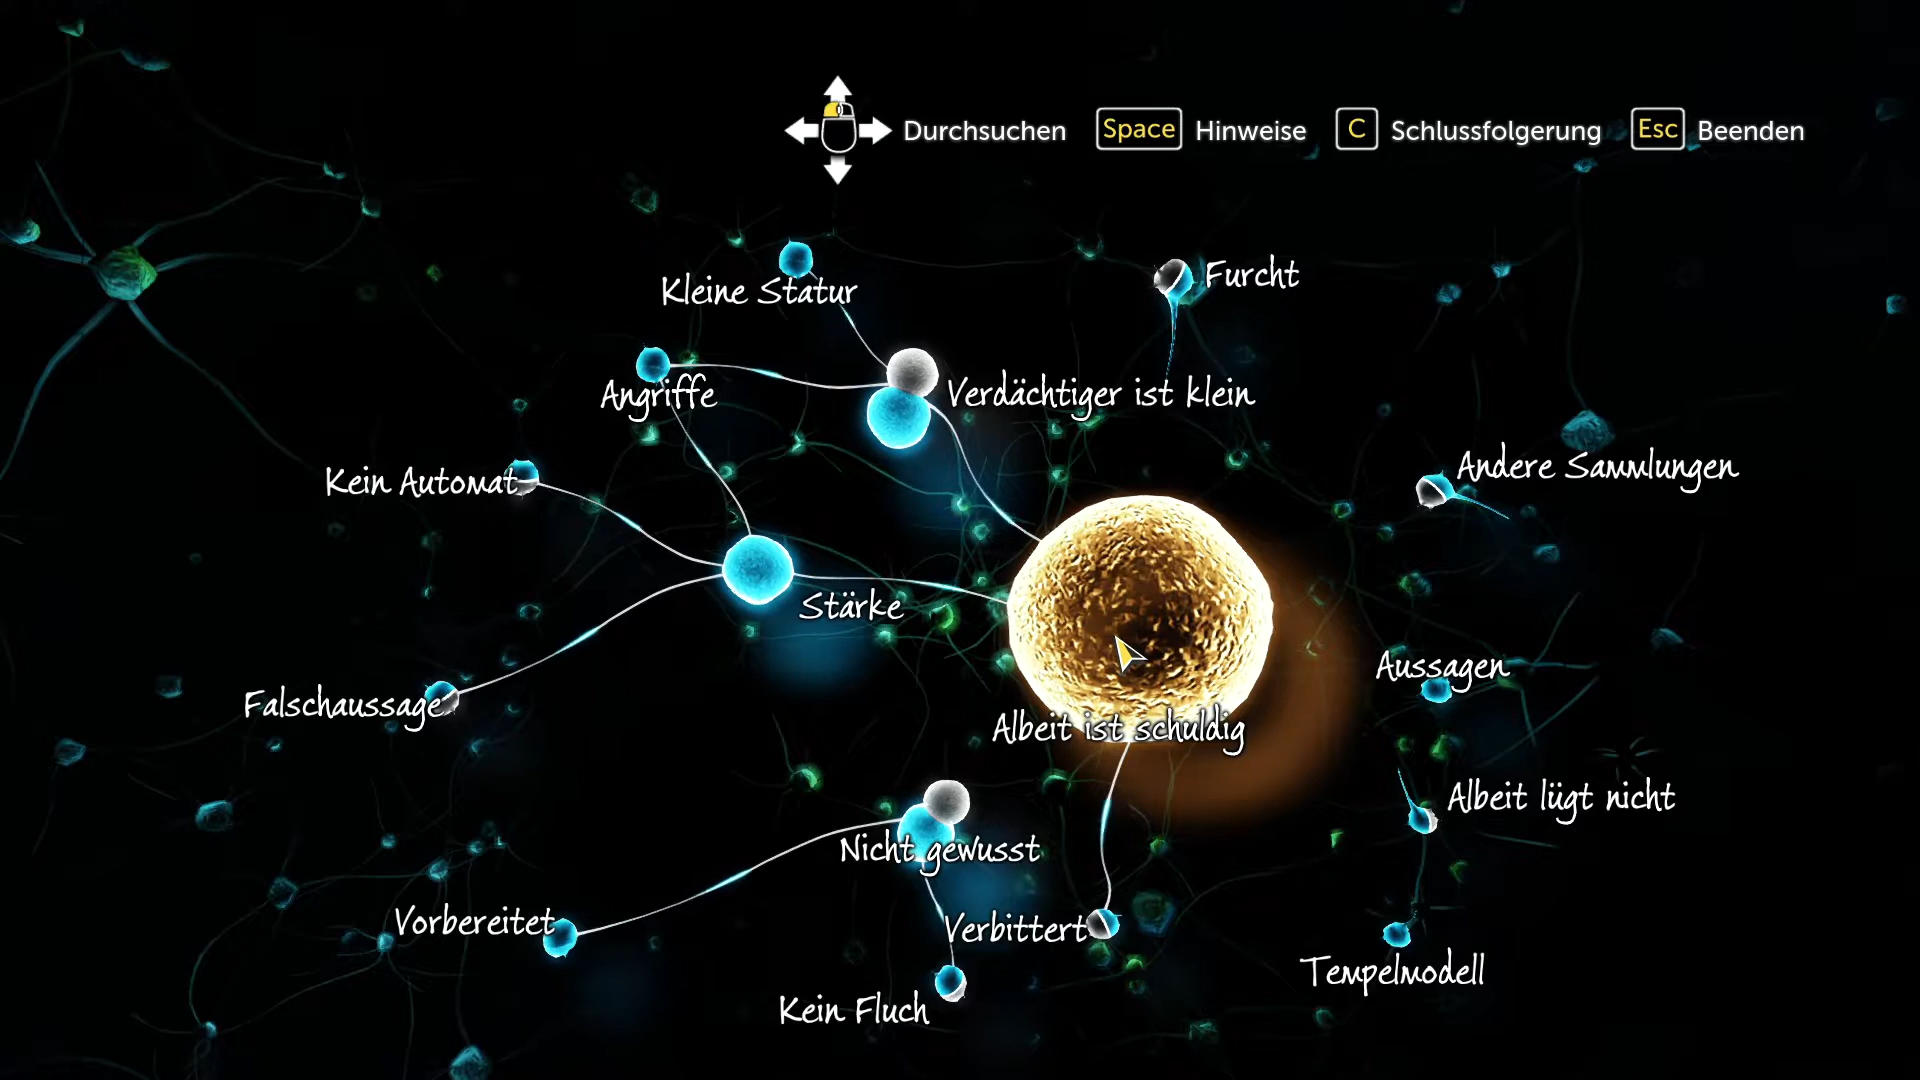 Durchsuchen Space Hinweise C Schlussfolgerung Esc Beenden
Kleine Statur
Furcht
Angriffe
Verdächtiger ist klein
Kein Automat
Andere Sammlungen
Stärke
Aussagen
Falschaussage
Albeit ist schuldig
Albeit lügt nicht
Nicht gewusst
Vorbereitet
Verbittert
Tempelmodell
Kein Fluch